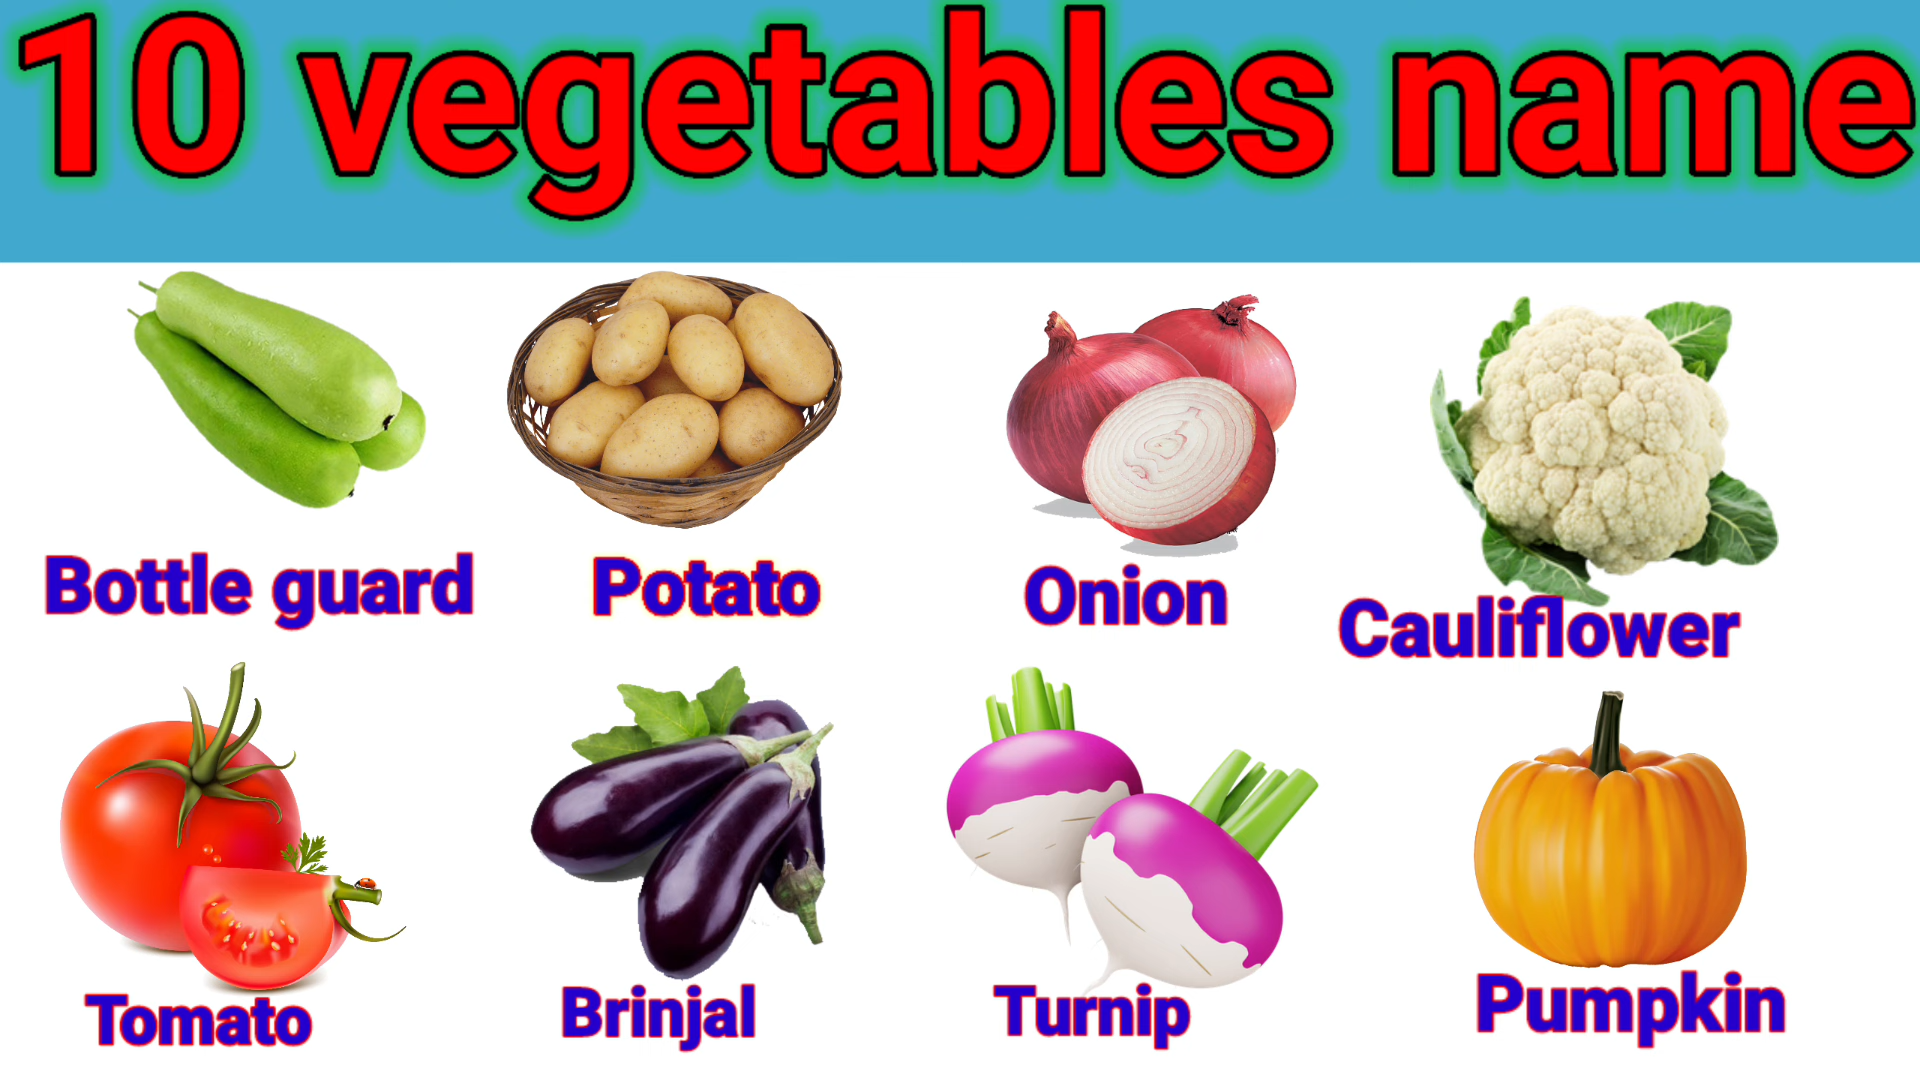 10 vegetables name
Bottle guard
Potato
Onion
Cauliflower
Tomato
Brinjal
Turnip
Pumpkin